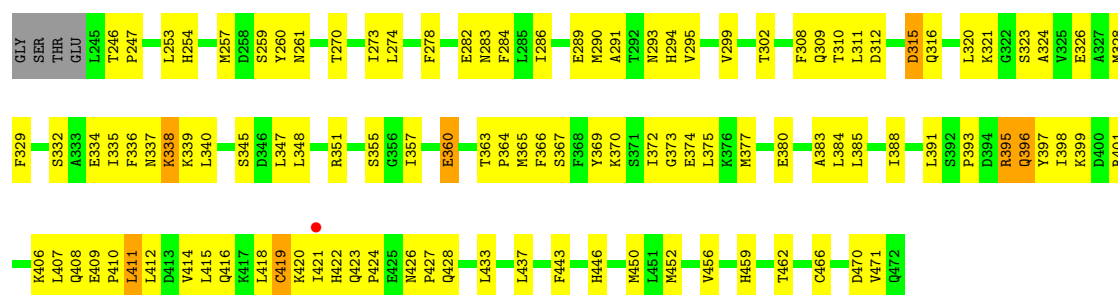 GLY SER THR GLU L245 T246 P247 L253 H254 M257 D258 S259 Y260 N261 T270 I273 L274 F278 E282 N283 F284 L285 I286 E289 M290 A291 T292 N293 H294 V295 V299 T302 F308 Q309 T310 L311 D312 D315 Q316 L320 K321 G322 S323 A324 V325 E326 A327 M328
F329 S332 A333 E334 I335 F336 N337 K338 K339 L340 S345 D346 L347 L348 R351 S355 G356 I357 E360 T363 P364 M365 F366 S367 F368 Y369 K370 S371 I372 G373 E374 L375 K376 M377 E380 A383 L384 L385 I388 L391 S392 P393 D394 R395 Q396 Y397 I398 K399 D400 R401
K406 L407 Q408 E409 P410 L411 L412 D413 V414 L415 Q416 K417 L418 C419 K420 I421 H422 Q423 P424 E425 N426 P427 Q428 L433 L437 F443 H446 M450 L451 M452 V456 H459 T462 C466 D470 V471 Q472